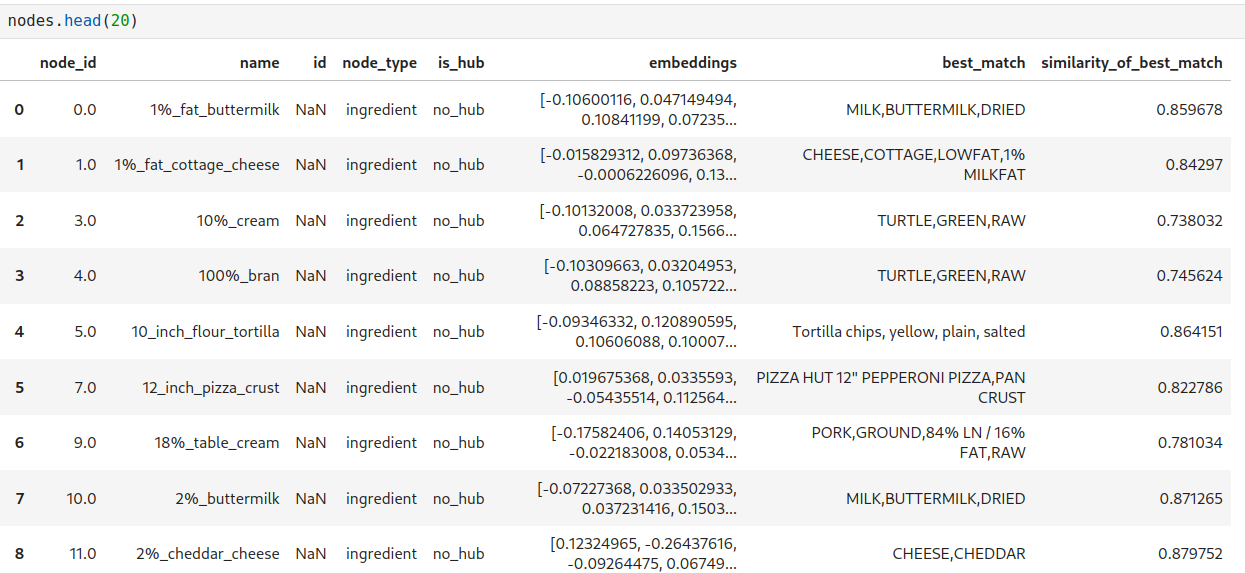 nodes.head(20)
node_id name id node_type is_hub embeddings best_match similarity_of_best_match
0 0.0 1%_fat_buttermilk NaN ingredient no_hub [-0.10600116, 0.047149494, 0.10841199, 0.07235... MILK,BUTTERMILK,DRIED 0.859678
1 1.0 1%_fat_cottage_cheese NaN ingredient no_hub [-0.015829312, 0.09736368, -0.0006226096, 0.13... CHEESE,COTTAGE,LOWFAT,1% MILKFAT 0.84297
2 3.0 10%_cream NaN ingredient no_hub [-0.10132008, 0.033723958, 0.064727835, 0.1566... TURTLE,GREEN,RAW 0.738032
3 4.0 100%_bran NaN ingredient no_hub [-0.10309663, 0.03204953, 0.08858223, 0.105722... TURTLE,GREEN,RAW 0.745624
4 5.0 10_inch_flour_tortilla NaN ingredient no_hub [-0.09346332, 0.120890595, 0.10606088, 0.10007... Tortilla chips, yellow, plain, salted 0.864151
5 7.0 12_inch_pizza_crust NaN ingredient no_hub [0.019675368, 0.0335593, -0.05435514, 0.112564... PIZZA HUT 12" PEPPERONI PIZZA,PAN CRUST 0.822786
6 9.0 18%_table_cream NaN ingredient no_hub [-0.17582406, 0.14053129, -0.022183008, 0.0534... PORK,GROUND,84% LN / 16% FAT,RAW 0.781034
7 10.0 2%_buttermilk NaN ingredient no_hub [-0.07227368, 0.033502933, 0.037231416, 0.1503... MILK,BUTTERMILK,DRIED 0.871265
8 11.0 2%_cheddar_cheese NaN ingredient no_hub [0.12324965, -0.26437616, -0.09264475, 0.06749... CHEESE,CHEDDAR 0.879752